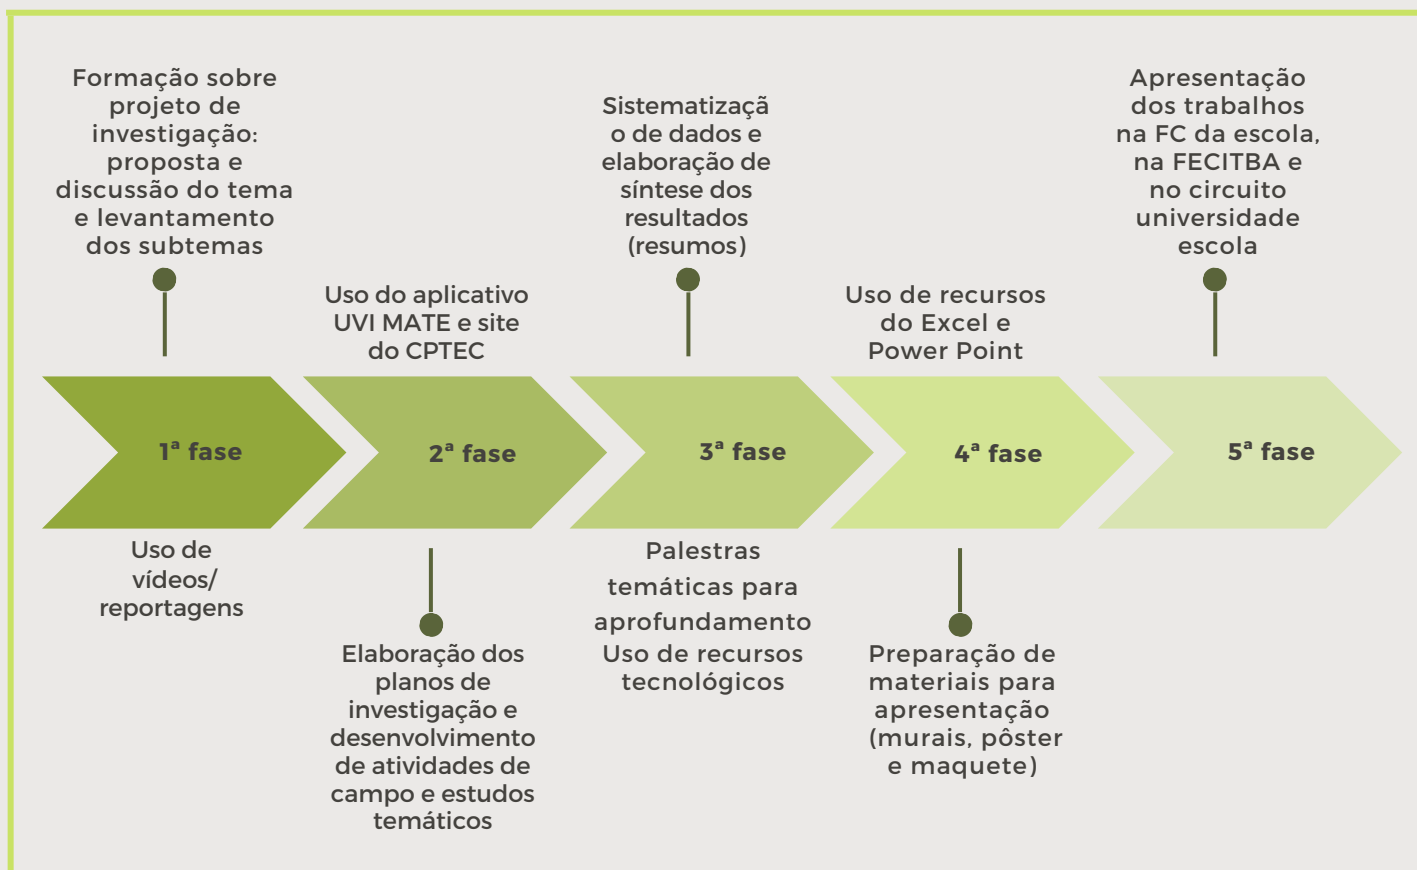 Formação sobre
projeto de
investigação:
proposta e
discussão do tema
e levantamento
dos subtemas
Uso do aplicativo
UVI MATE e site
do CPTEC
Sistematizaçã
o de dados e
elaboração de
síntese dos
resultados
(resumos)
Uso de recursos
do Excel e
Power Point
Apresentação
dos trabalhos
na FC da escola,
na FECITBA e
no circuito
universidade
escola
1ª fase
2ª fase
3ª fase
4ª fase
5ª fase
Uso de
vídeos/
reportagens
Elaboração dos
planos de
investigação e
desenvolvimento
de atividades de
campo e estudos
temáticos
Palestras
temáticas para
aprofundamento
Uso de recursos
tecnológicos
Preparação de
materiais para
apresentação
(murais, pôster
e maquete)